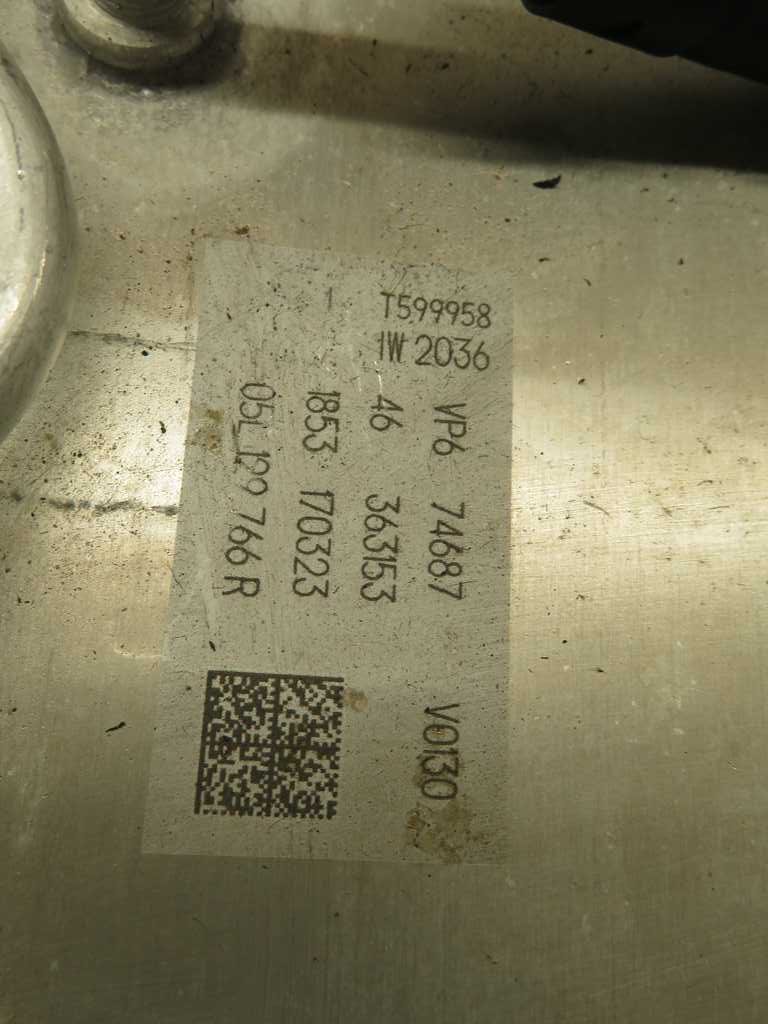 T599958
1W 2036
VP6 74687 V0130
46 363153
1853 170323
05L 129 766 R